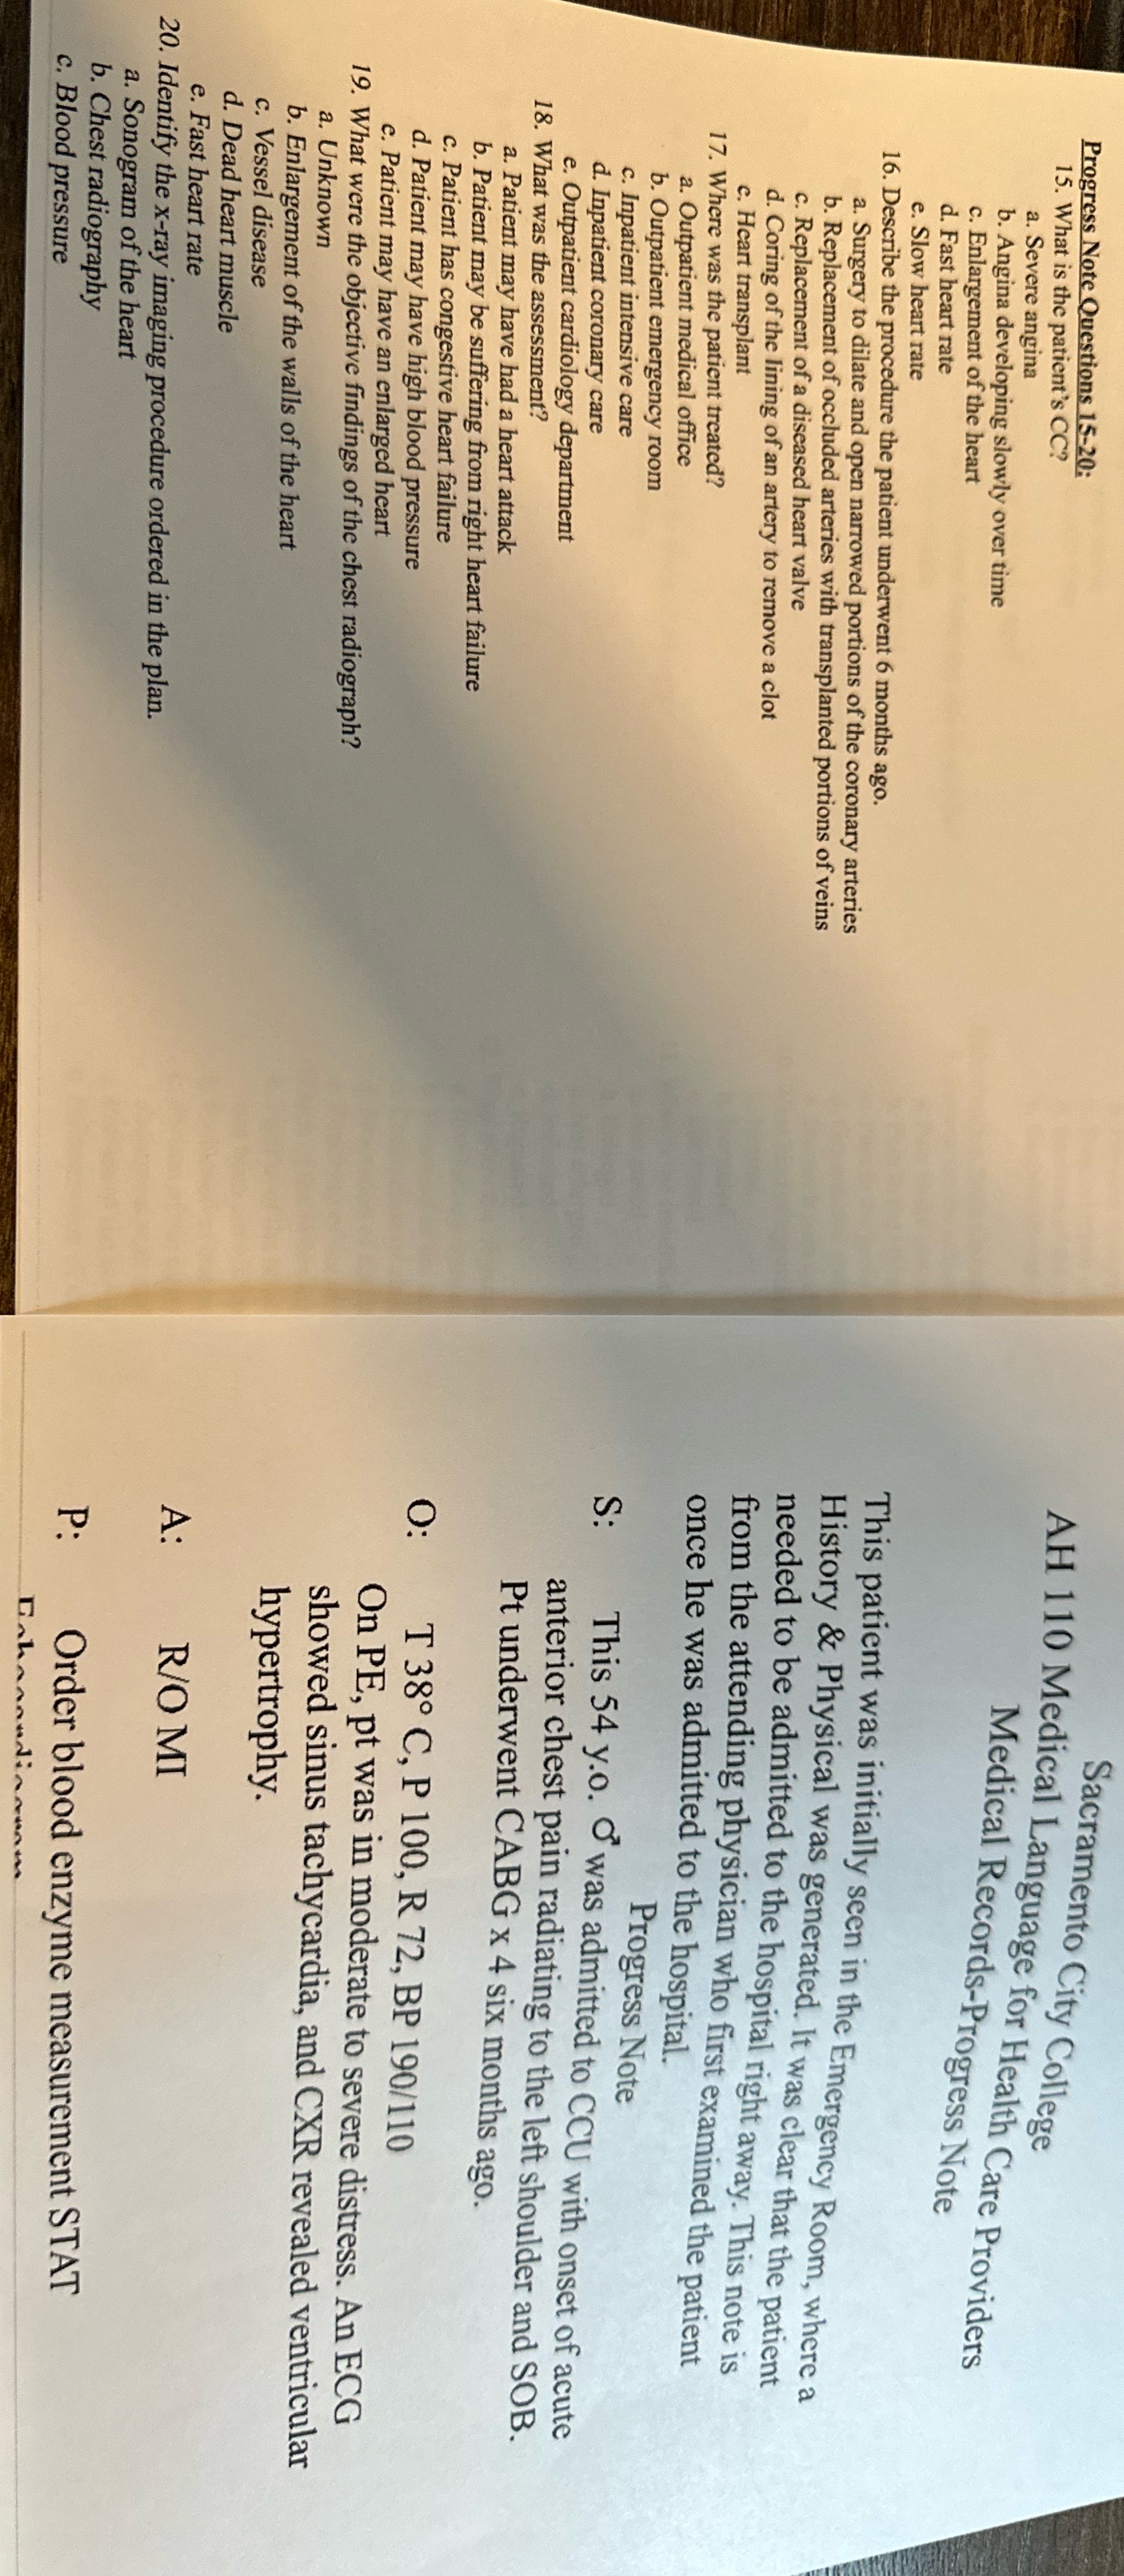 Progress Note Questions 15-20:
15. What is the patient's CC?
a. Severe angina
b. Angina developing slowly over time
c. Enlargement of the heart
d. Fast heart rate
e. Slow heart rate
16. Describe the procedure the patient underwent 6 months ago.
a. Surgery to dilate and open narrowed portions of the coronary arteries
b. Replacement of occluded arteries with transplanted portions of veins
c. Replacement of a diseased heart valve
d. Coring of the lining of an artery to remove a clot
e. Heart transplant
17. Where was the patient treated?
a. Outpatient medical office
b. Outpatient emergency room
c. Inpatient intensive care
d. Inpatient coronary care
e. Outpatient cardiology department
18. What was the assessment?
a. Patient may have had a heart attack
b. Patient may be suffering from right heart failure
c. Patient has congestive heart failure
d. Patient may have high blood pressure
e. Patient may have an enlarged heart
19. What were the objective findings of the chest radiograph?
a. Unknown
b. Enlargement of the walls of the heart
c. Vessel disease
d. Dead heart muscle
e. Fast heart rate
20. Identify the x-ray imaging procedure ordered in the plan.
a. Sonogram of the heart
b. Chest radiography
c. Blood pressure
Sacramento City College
AH 110 Medical Language for Health Care Providers
Medical Records-Progress Note
This patient was initially seen in the Emergency Room, where a
History & Physical was generated. It was clear that the patient
needed to be admitted to the hospital right away. This note is
from the attending physician who first examined the patient
once he was admitted to the hospital.
Progress Note
S: This 54 y.o. ♂ was admitted to CCU with onset of acute
anterior chest pain radiating to the left shoulder and SOB.
Pt underwent CABG x 4 six months ago.
O: T 38° C, P 100, R 72, BP 190/110
On PE, pt was in moderate to severe distress. An ECG
showed sinus tachycardia, and CXR revealed ventricular
hypertrophy.
A: R/O MI
P: Order blood enzyme measurement STAT
Echocardiogram